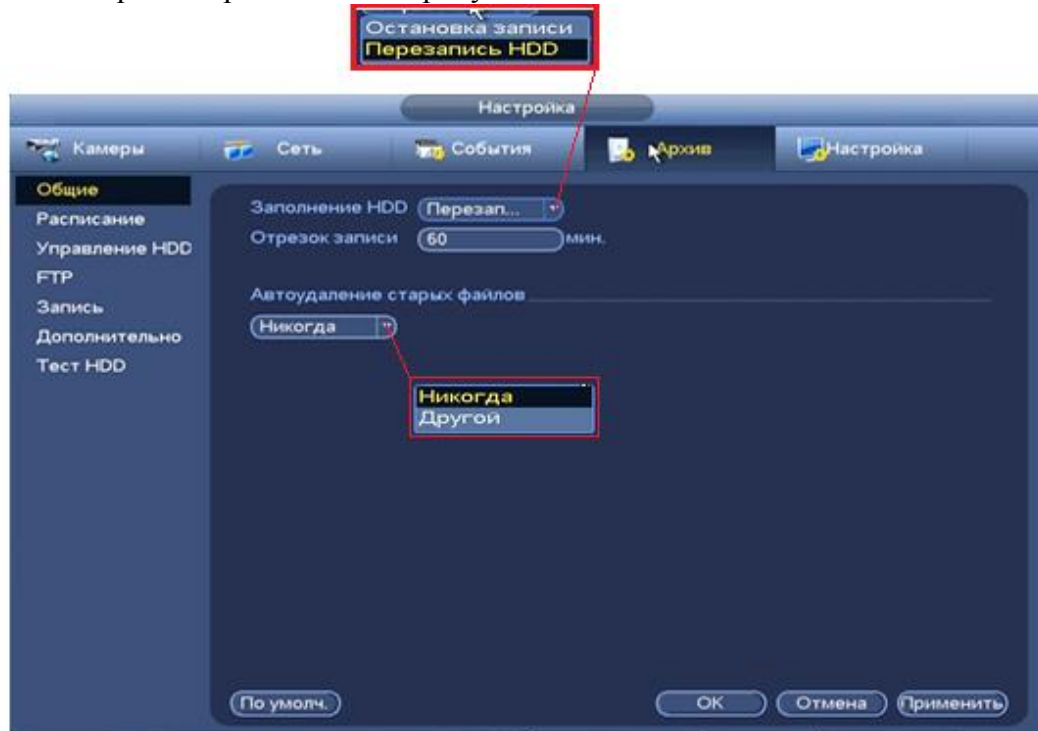 Остановка записи
Перезапись HDD
Настройка
Камеры Сеть События Архив Настройка
Общие
Расписание
Управление HDD
FTP
Запись
Дополнительно
Тест HDD
Заполнение HDD Перезап...
Отрезок записи 60 мин.
Автоудаление старых файлов
Никогда
Никогда
Другой
По умолч. OK Отмена Применить